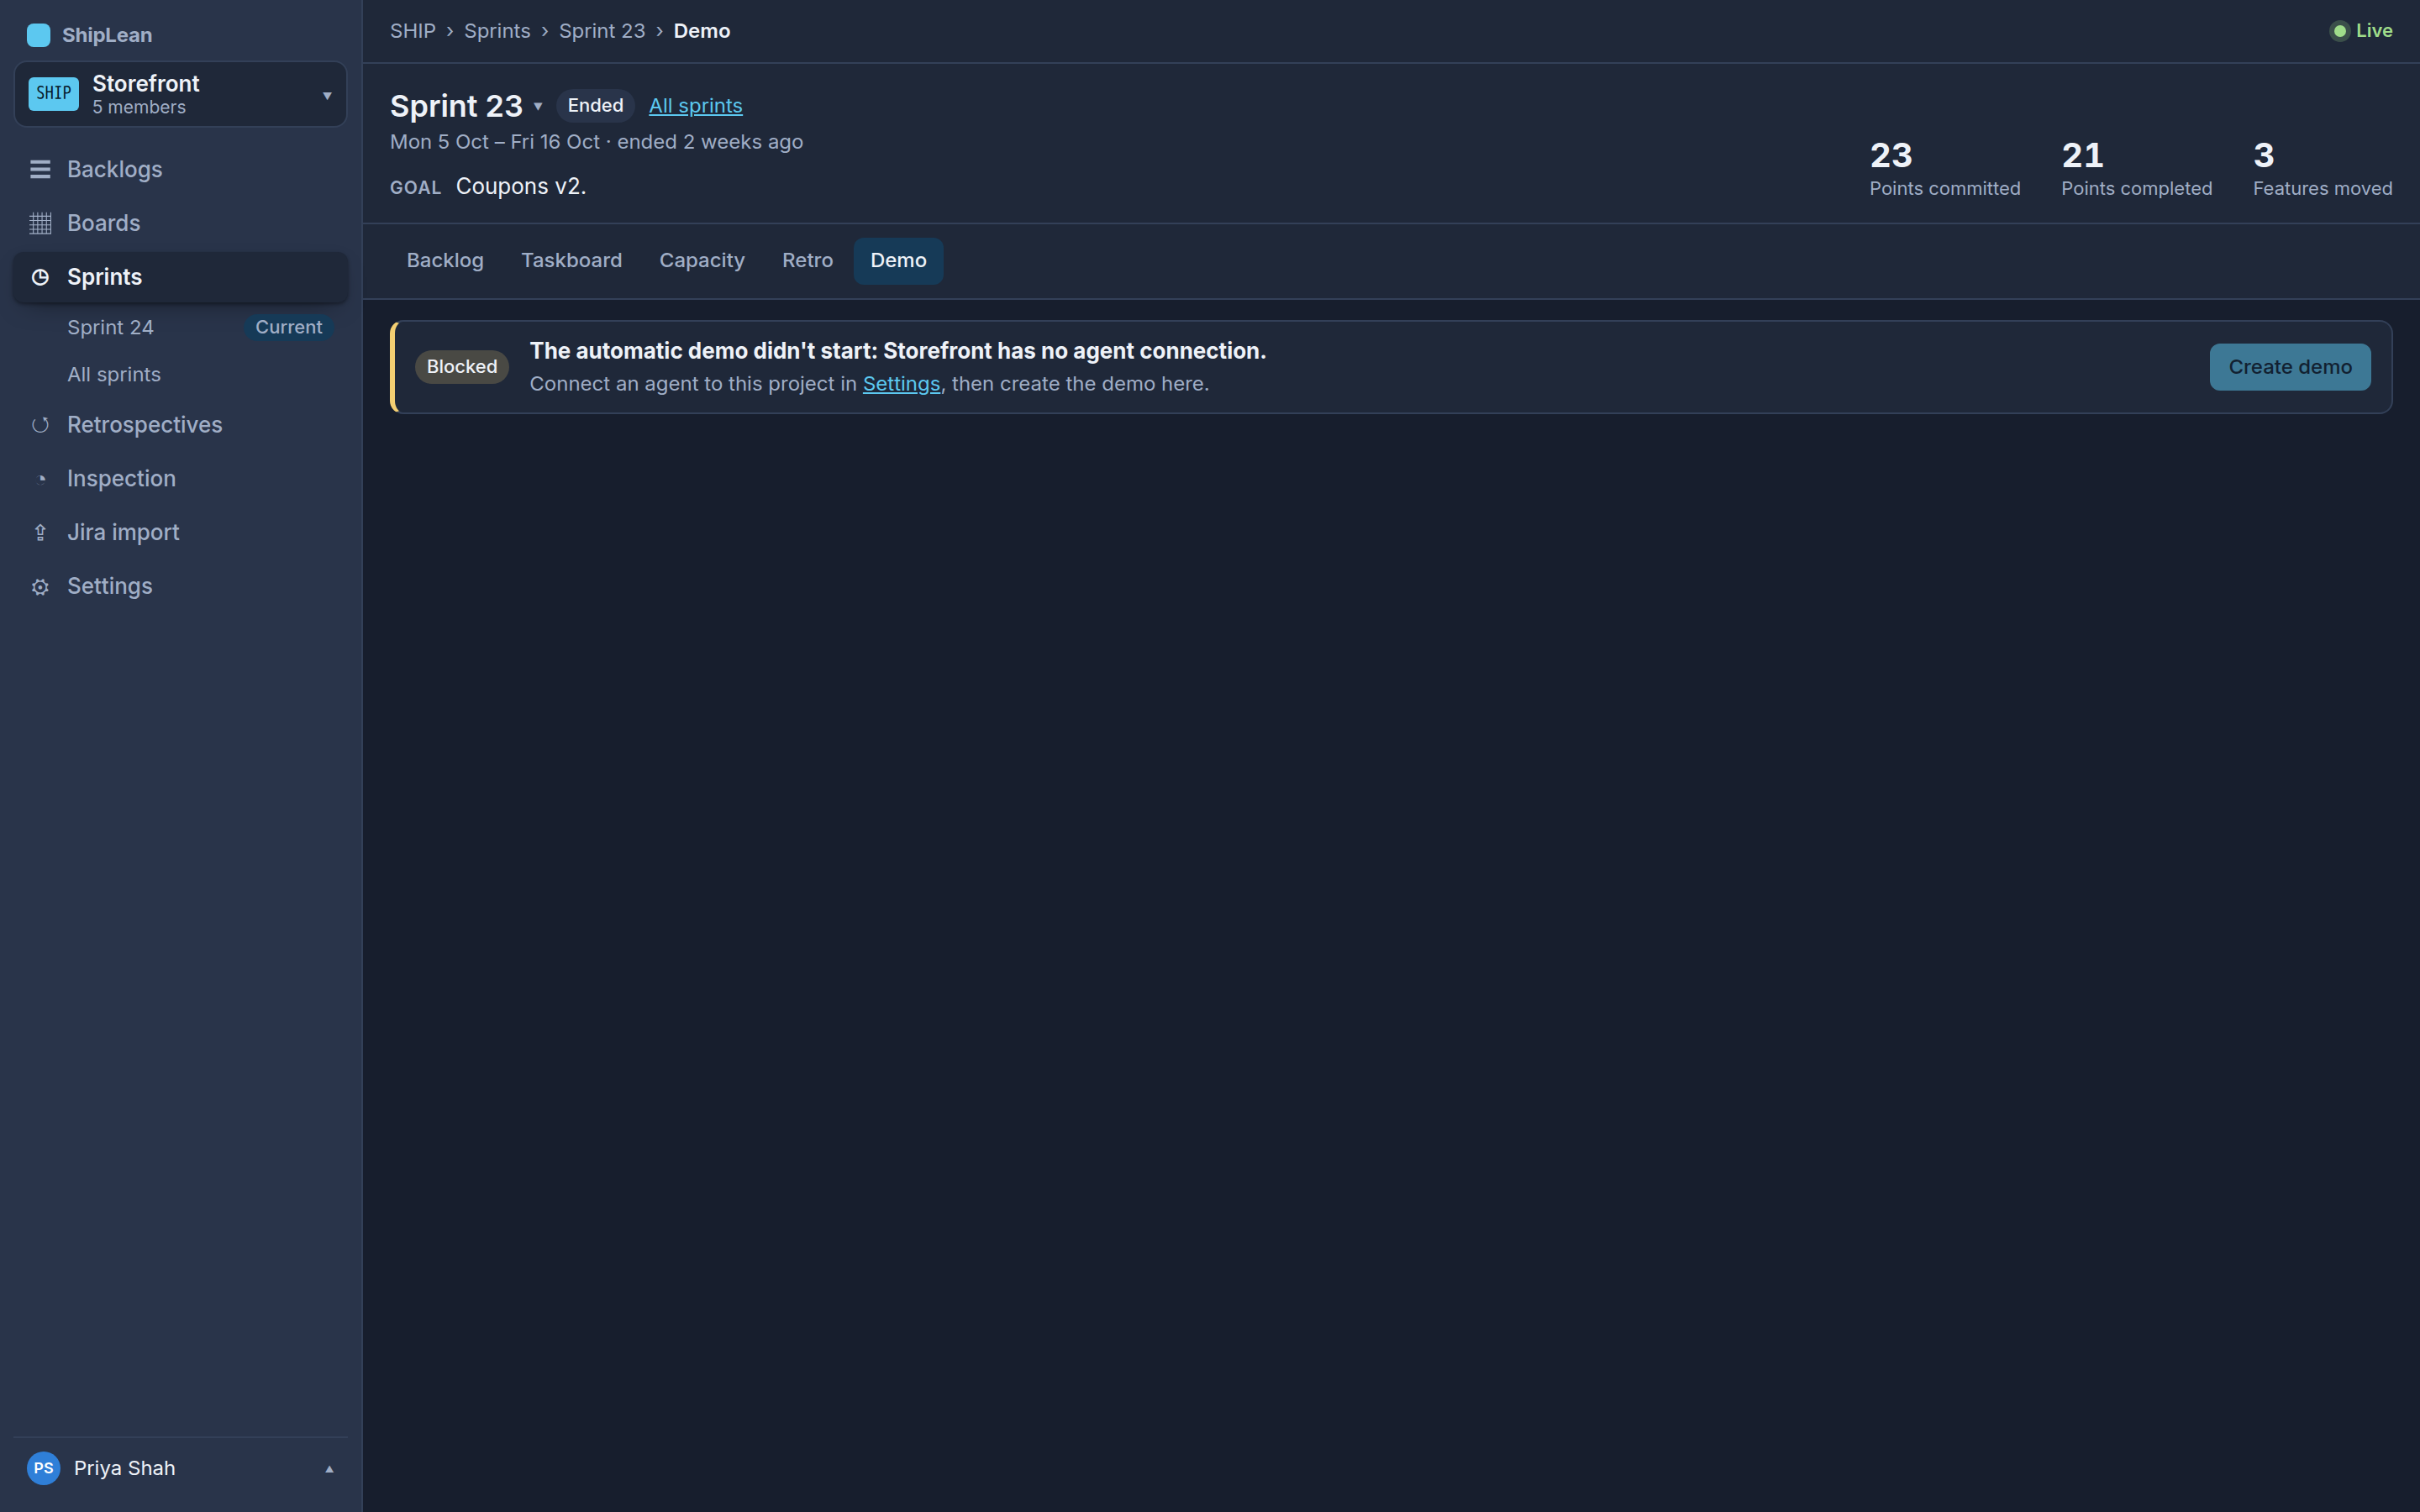 ShipLean
SHIP
Storefront
5 members
Backlogs
Boards
Sprints
Sprint 24
Current
All sprints
Retrospectives
Inspection
Jira import
Settings
Priya Shah
PS
SHIP › Sprints › Sprint 23 › Demo
Live
Sprint 23
Ended
All sprints
Mon 5 Oct – Fri 16 Oct · ended 2 weeks ago
GOAL Coupons v2.
23
Points committed
21
Points completed
3
Features moved
Backlog
Taskboard
Capacity
Retro
Demo
Blocked
The automatic demo didn't start: Storefront has no agent connection.
Connect an agent to this project in Settings, then create the demo here.
Create demo